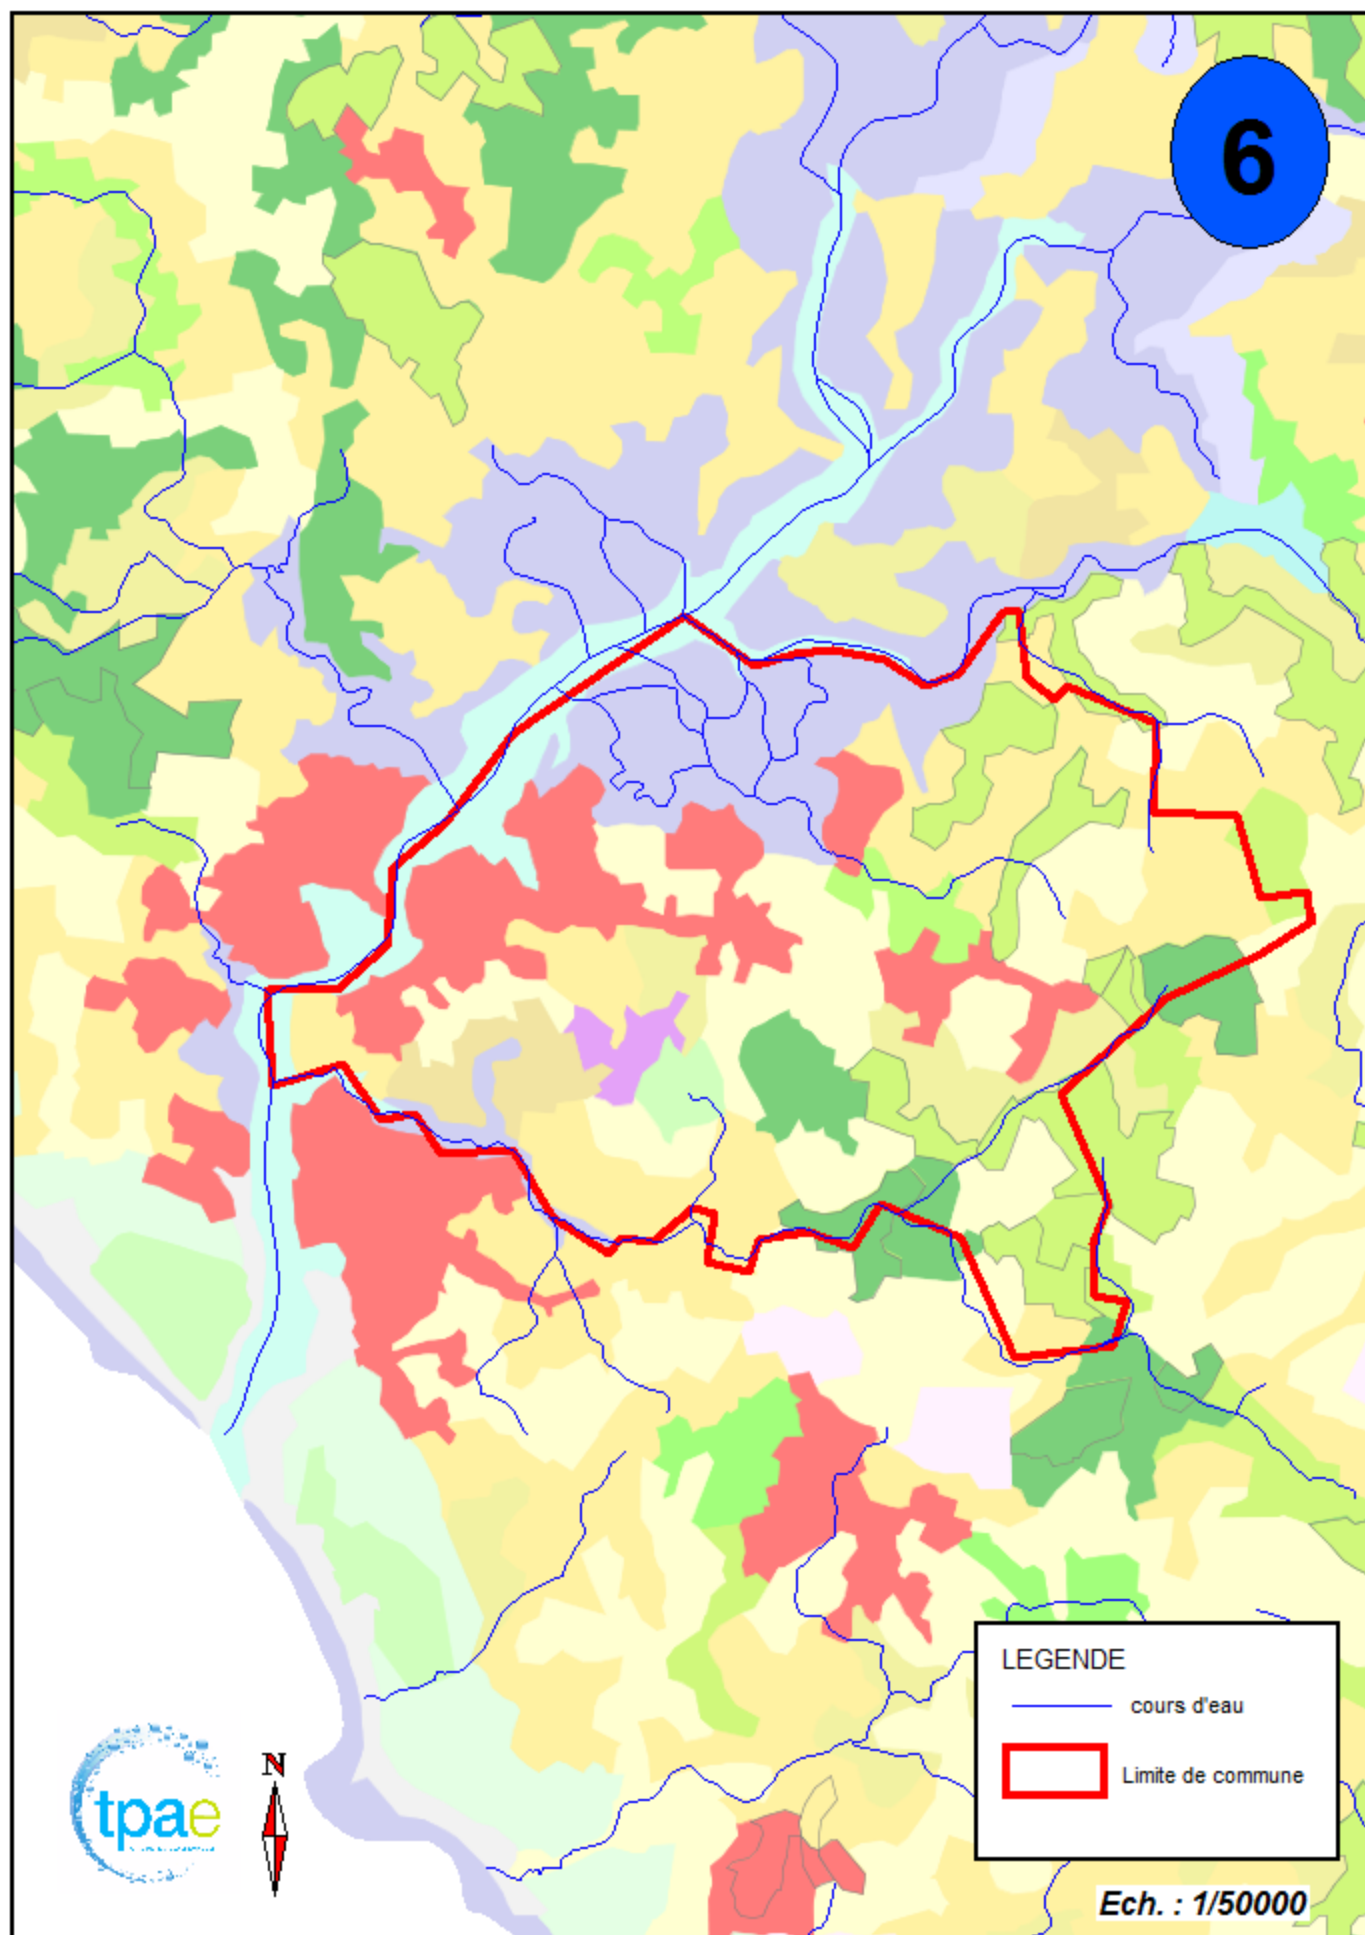 6
LEGENDE
cours d'eau
Limite de commune
N
tpae
Ech. : 1/50000